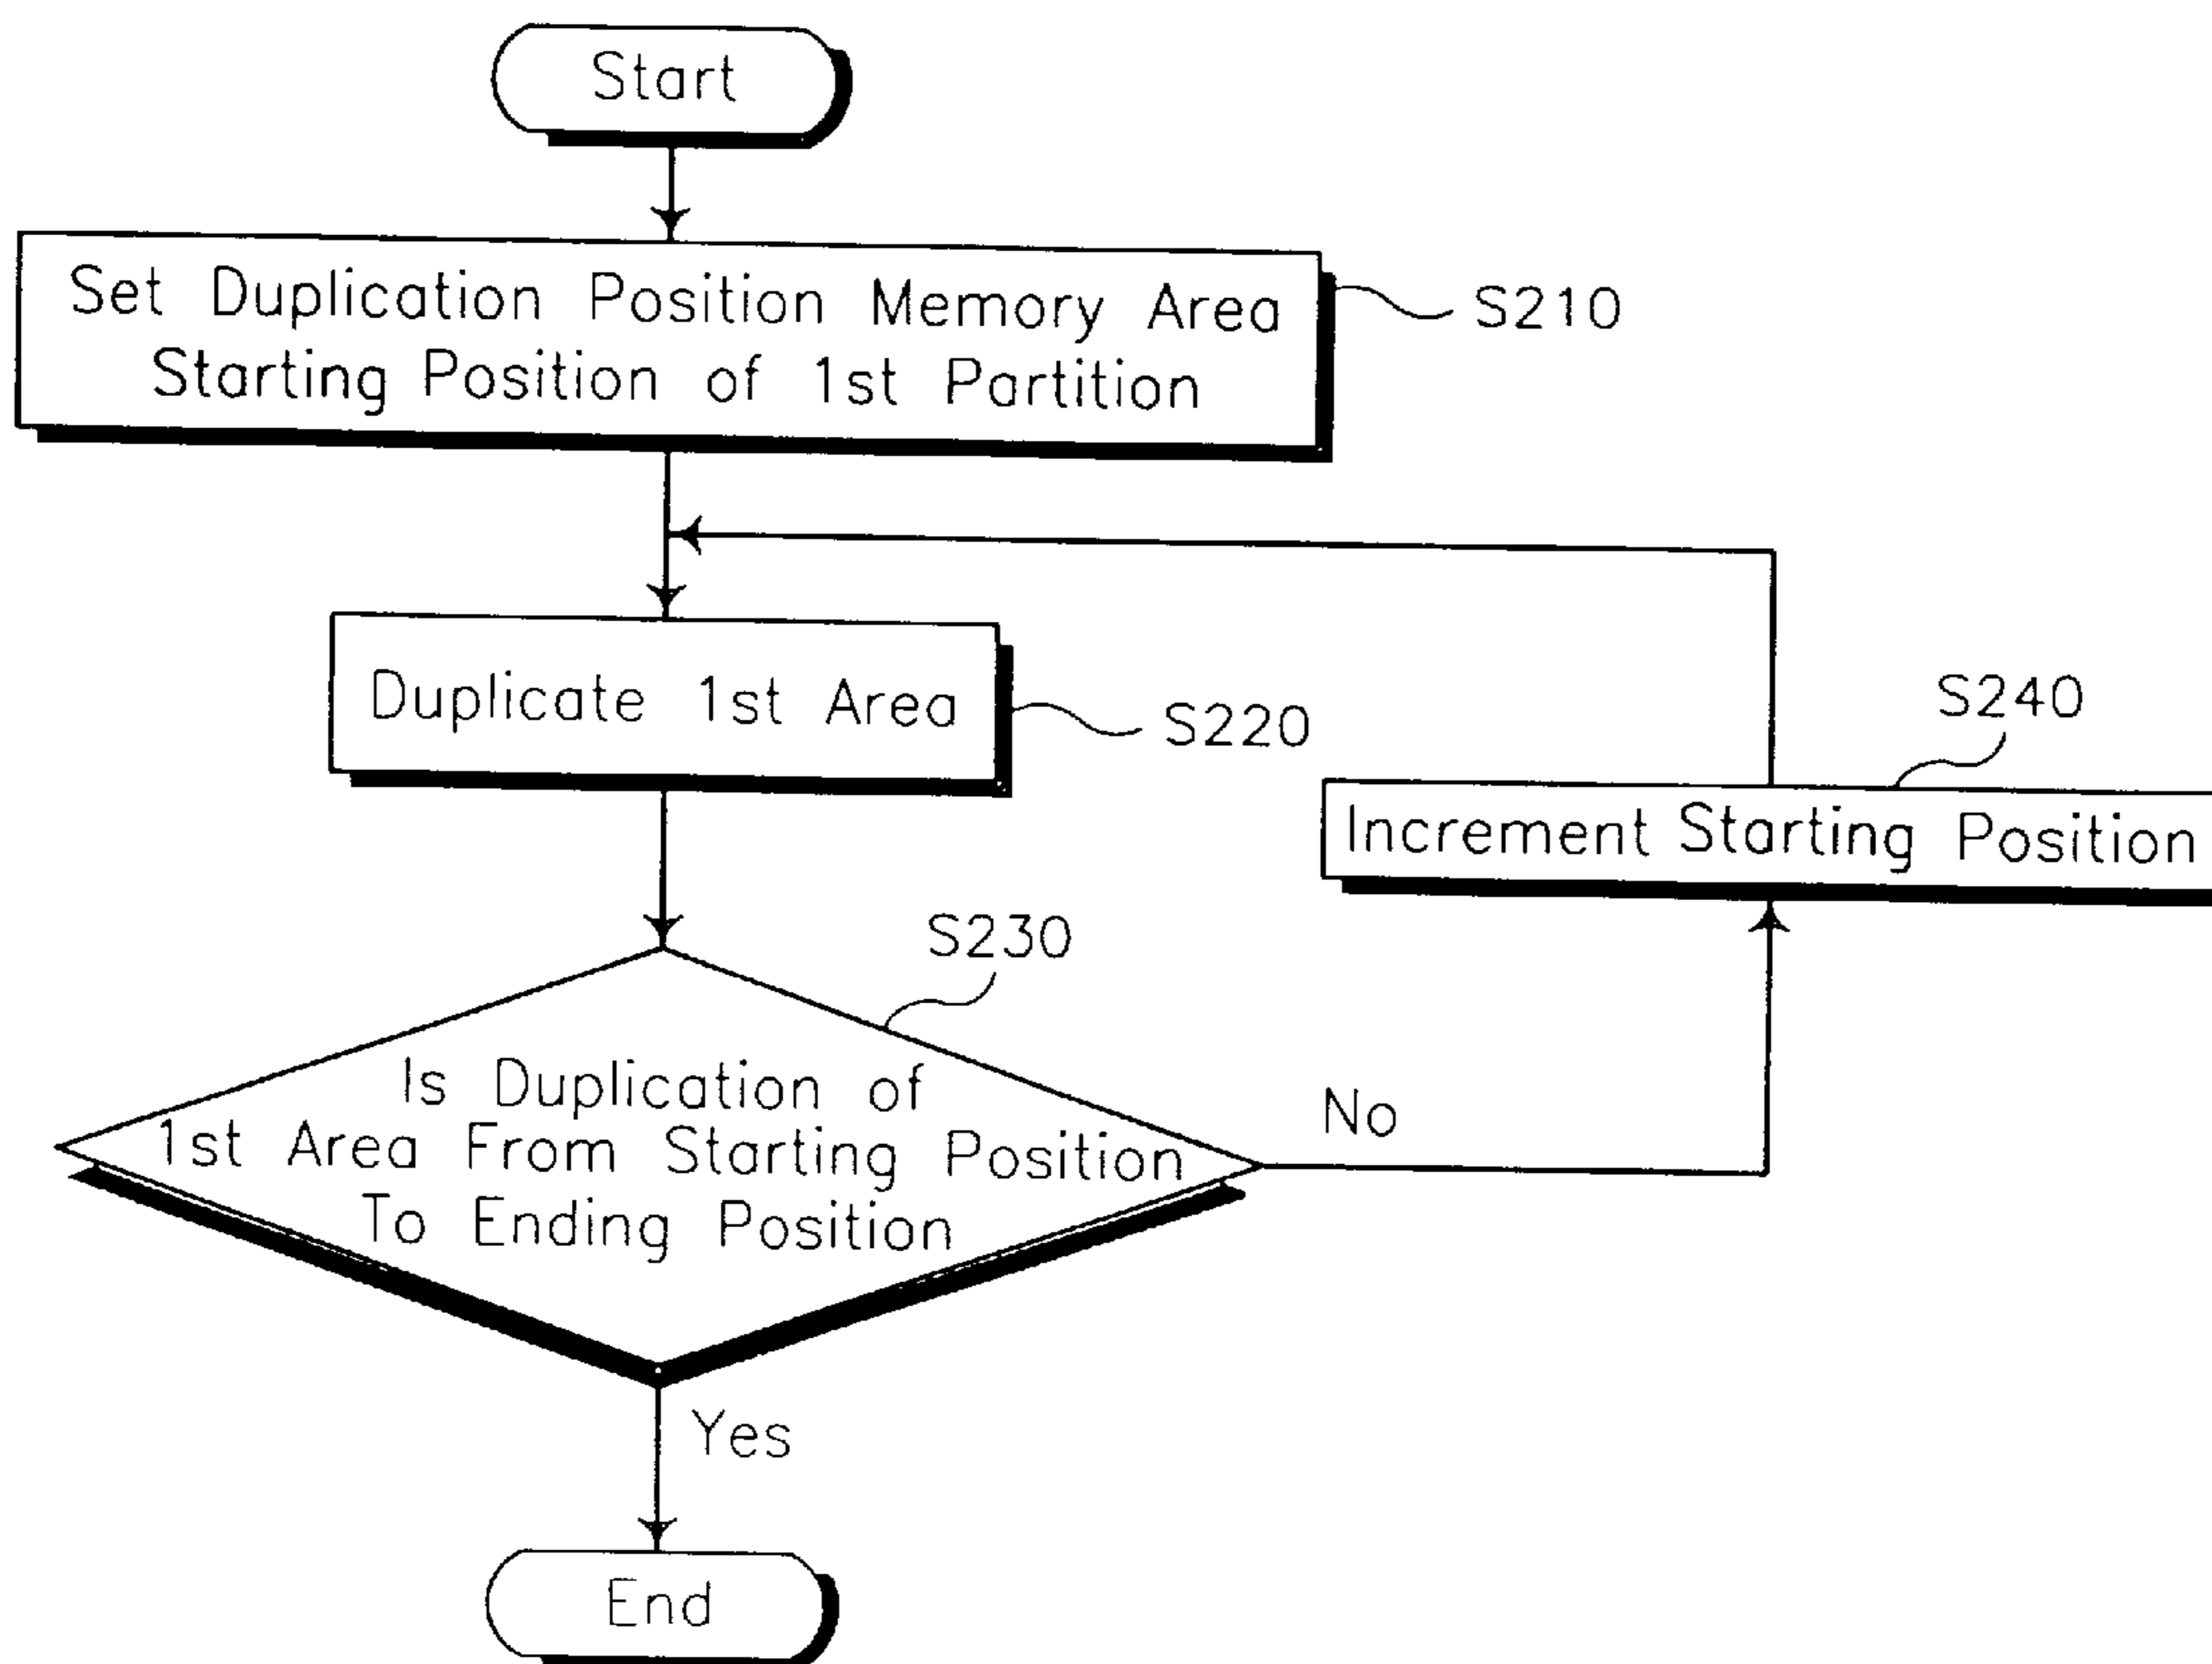 Start
Set Duplication Position Memory Area
Starting Position of 1st Partition
S210
Duplicate 1st Area
S220
S240
Increment Starting Position
S230
Is Duplication of
1st Area From Starting Position
To Ending Position
No
Yes
End